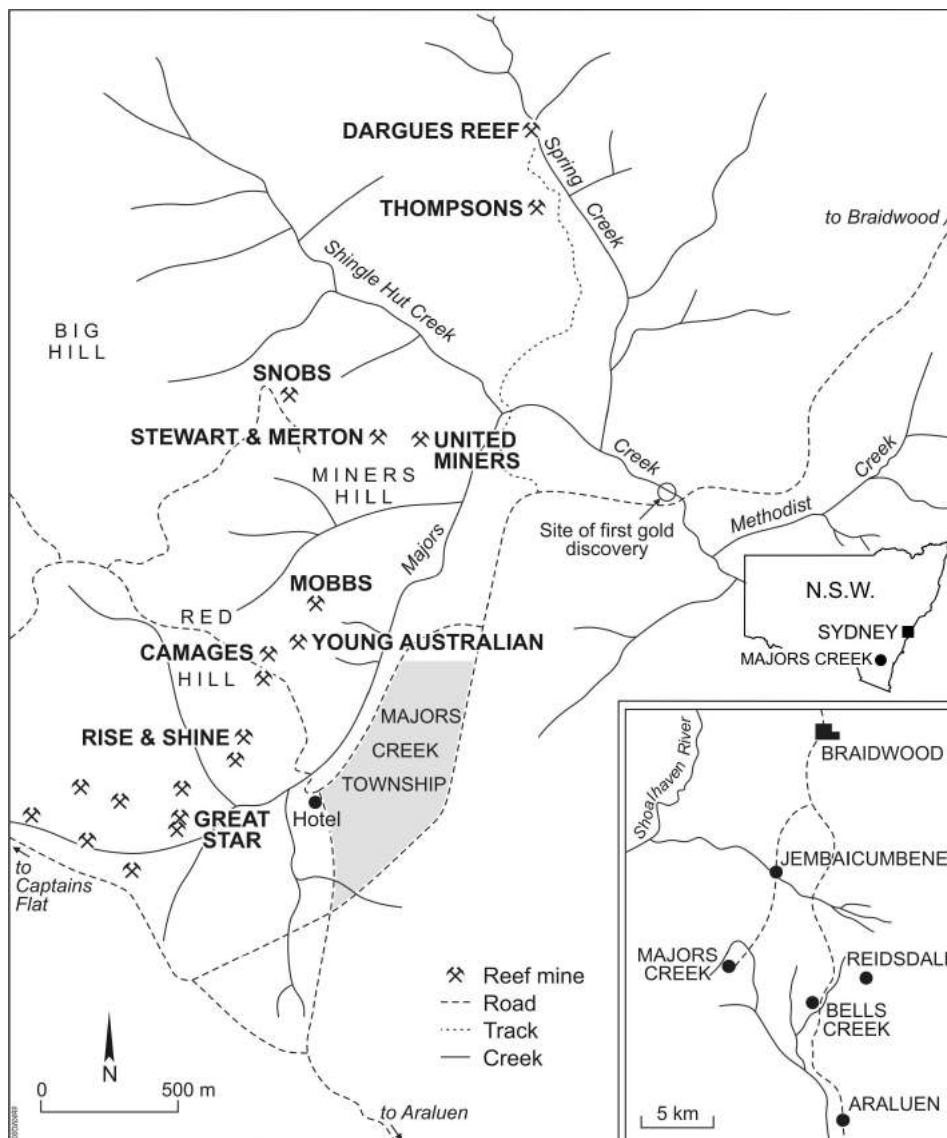 DARGUES REEF
Spring
Creek
THOMPSONS
to Braidwood
Shingle Hut Creek
BIG
HILL
SNOBS
STEWART & MERTON
UNITED
MINERS
MINERS
HILL
Creek
Creek
Methodist
Site of first gold
discovery
Majors
MOBBS
N.S.W.
SYDNEY
MAJORS CREEK
RED
YOUNG AUSTRALIAN
CAMAGES
HILL
MAJORS
CREEK
TOWNSHIP
RISE & SHINE
Hotel
GREAT
STAR
to
Captains
Flat
Reef mine
Road
Track
Creek
N
0
500 m
to Araluen
Shoalhaven River
BRAIDWOOD
JEMBAICUMBENE
MAJORS
CREEK
REIDSDALE
BELLS
CREEK
5 km
ARALUEN